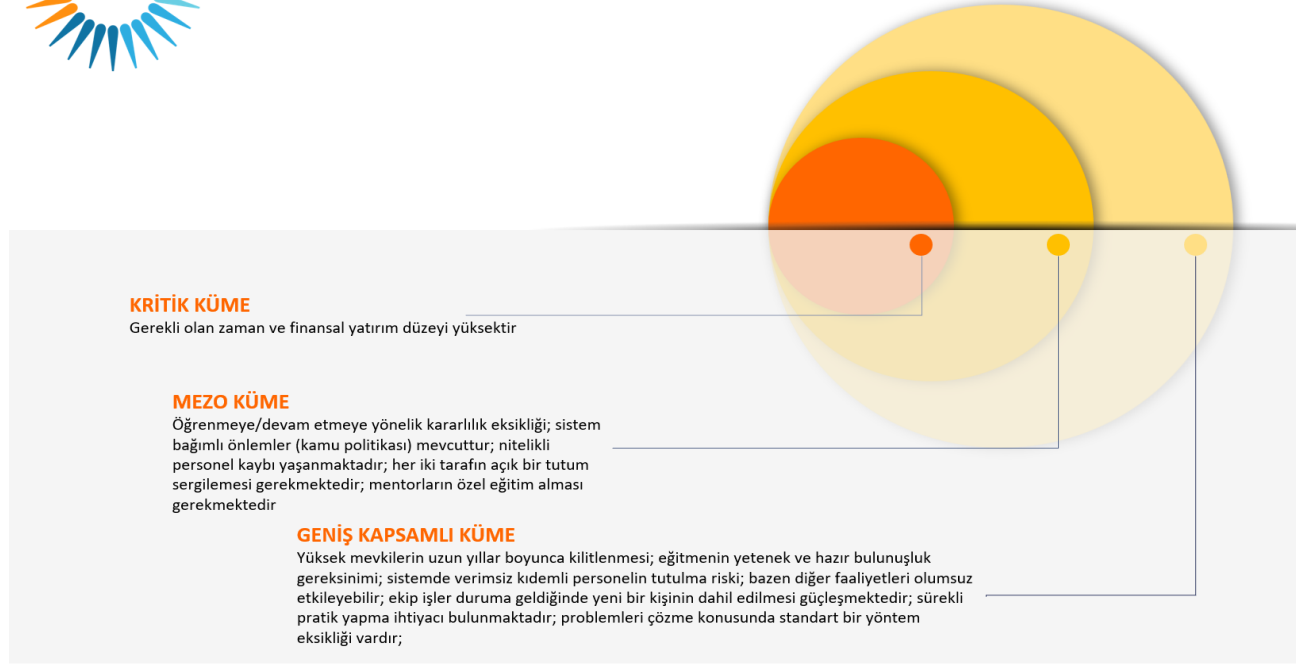 KRİTİK KÜME
Gerekli olan zaman ve finansal yatırım düzeyi yüksektir
MEZO KÜME
Öğrenmeye/devam etmeye yönelik kararlılık eksikliği; sistem
bağımlı önlemler (kamu politikası) mevcuttur; nitelikli
personel kaybı yaşanmaktadır; her iki tarafın açık bir tutum
sergilemesi gerekmektedir; mentorların özel eğitim alması
gerekmektedir
GENİŞ KAPSAMLI KÜME
Yüksek mevkilerin uzun yıllar boyunca kilitlenmesi; eğitmenin yetenek ve hazır bulunuşluk
gereksinimi; sistemde verimsiz kıdemli personelin tutulma riski; bazen diğer faaliyetleri olumsuz
etkileyebilir; ekip işler duruma geldiğinde yeni bir kişinin dahil edilmesi güçleşmektedir; sürekli
pratik yapma ihtiyacı bulunmaktadır; problemleri çözme konusunda standart bir yöntem
eksikliği vardır;